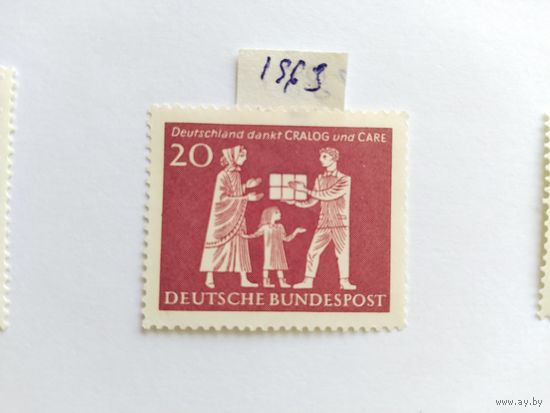 1963
Deutschland dankt CRALOG und CARE
20
DEUTSCHE BUNDESPOST
www.ay.by